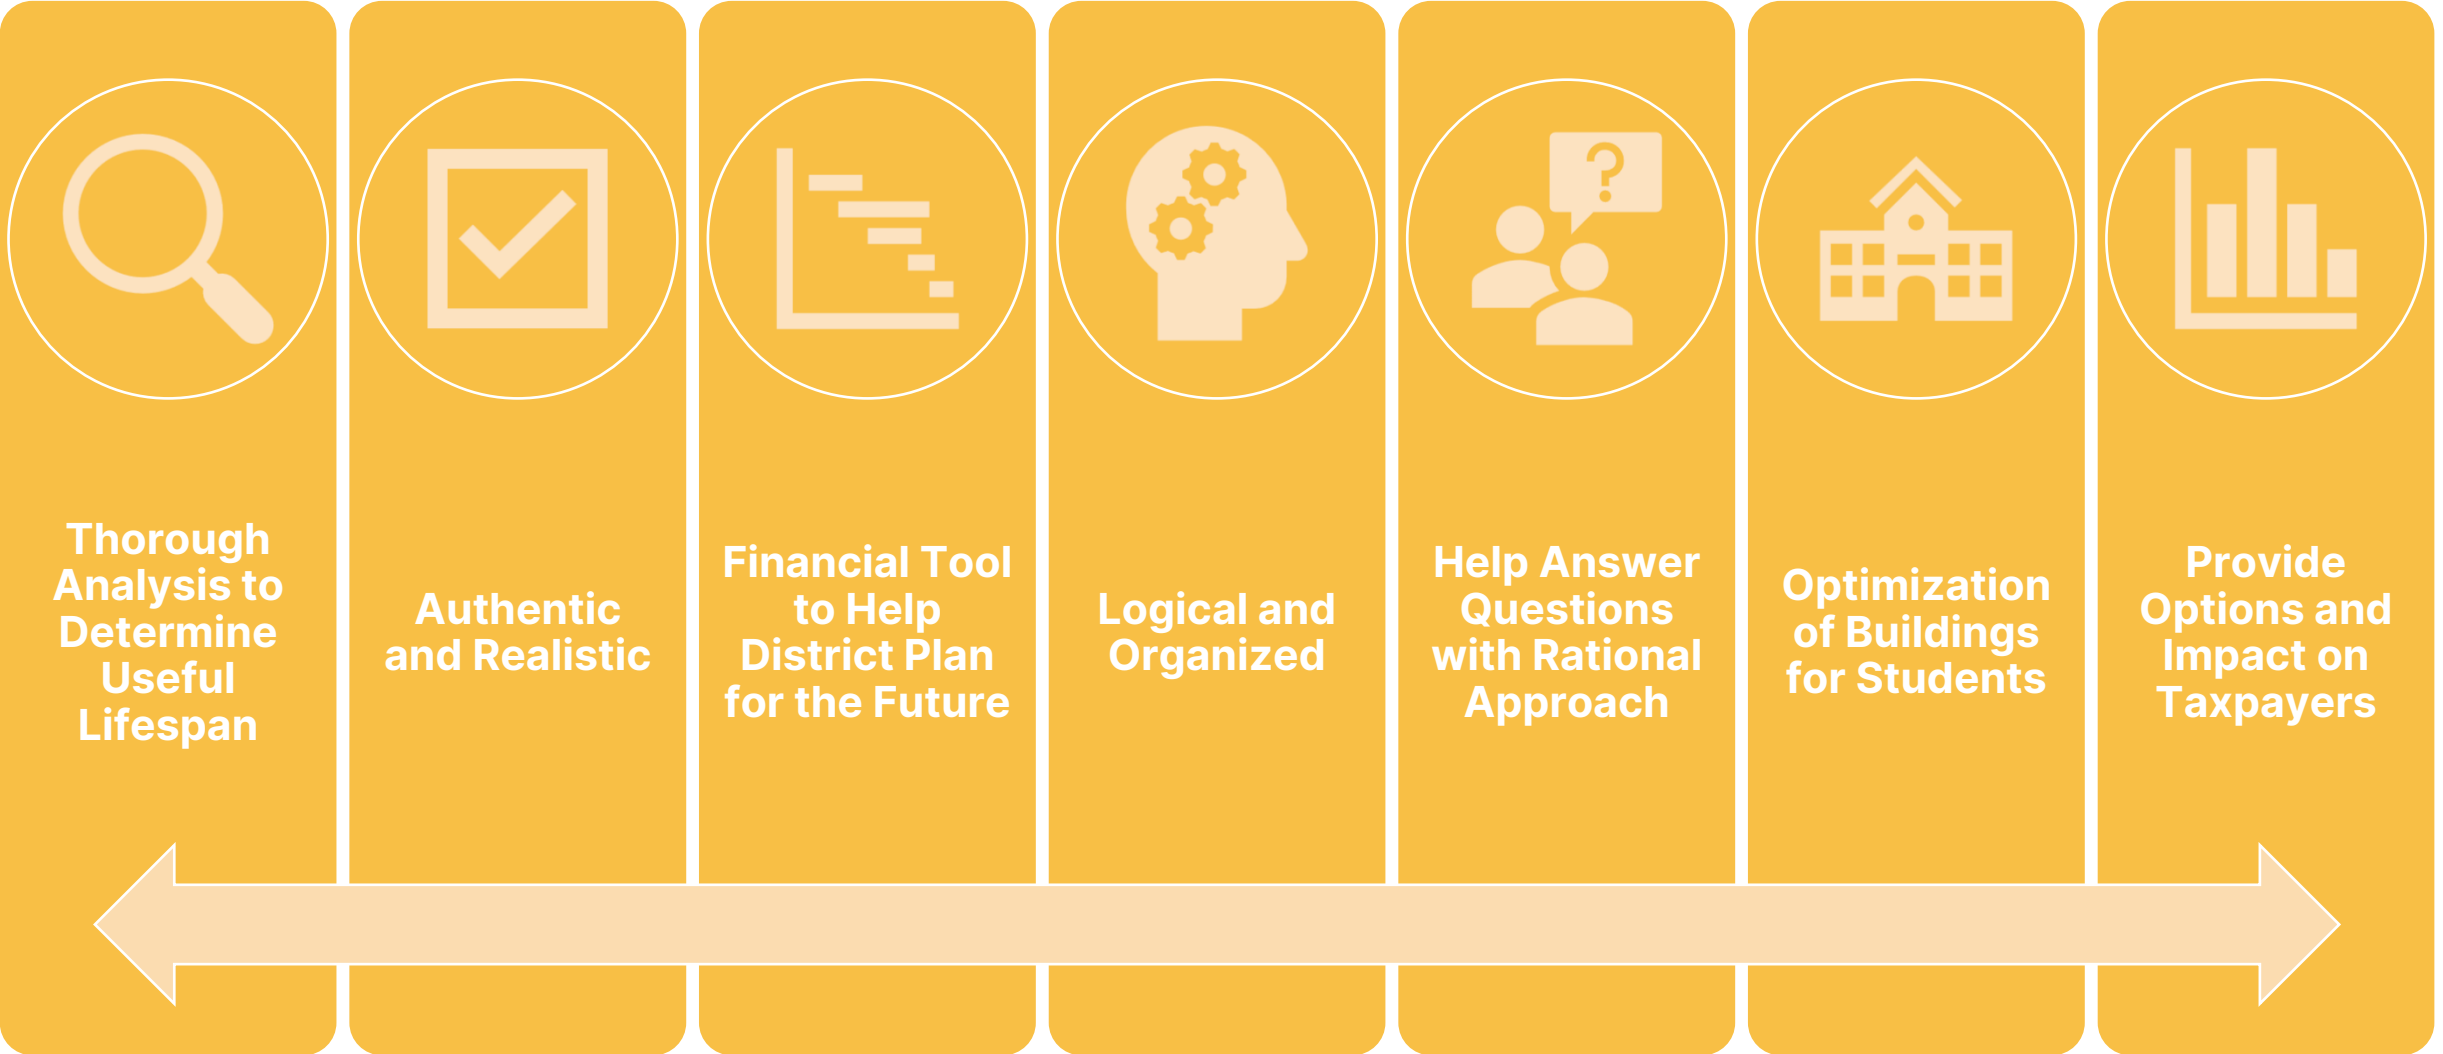 Thorough
Analysis to
Determine
Useful
Lifespan
Authentic
and Realistic
Financial Tool
to Help
District Plan
for the Future
Logical and
Organized
?
Help Answer
Questions
with Rational
Approach
Optimization
of Buildings
for Students
Provide
Options and
Impact on
Taxpayers